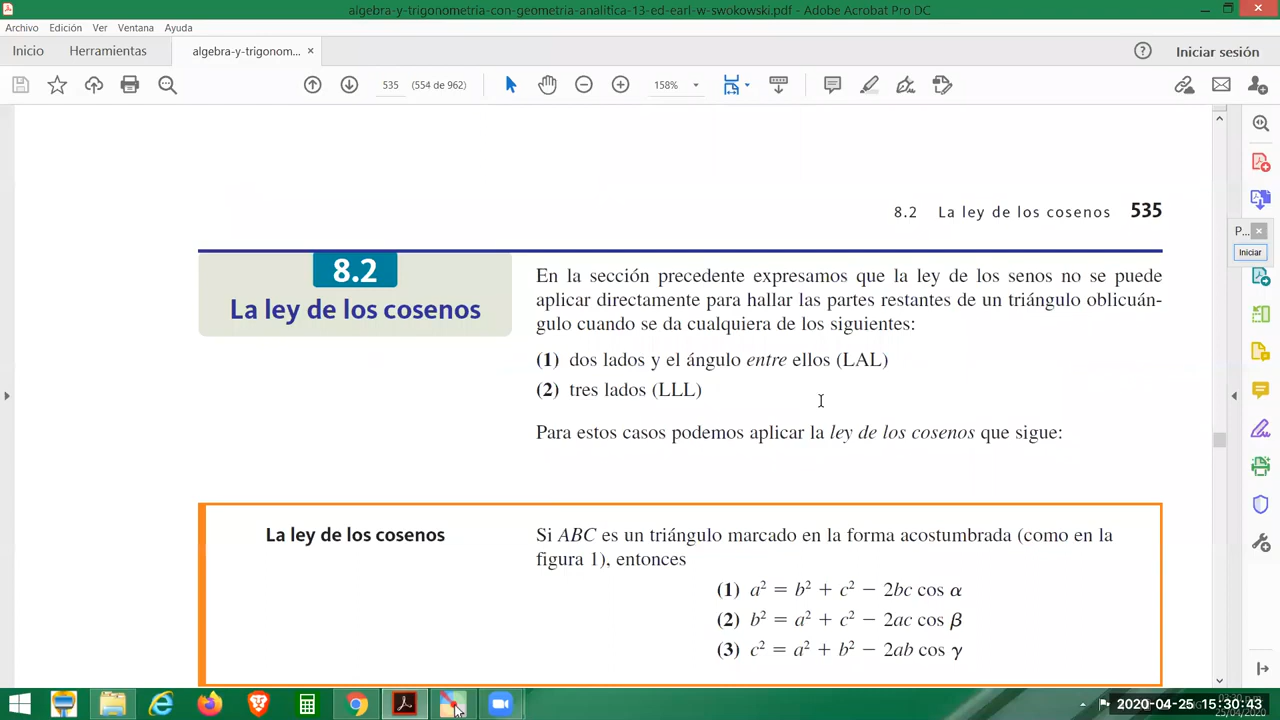 algebra-y-trigonometria-con-geometria-analitica-13-ed-earl-w-swokowski.pdf - Adobe Acrobat Pro DC
Archivo Edición Ver Ventana Ayuda
Inicio Herramientas algebra-y-trigonom... × Iniciar sesión
535 (554 de 962) 158%
8.2 La ley de los cosenos 535
P... ×
Iniciar
8.2
La ley de los cosenos
En la sección precedente expresamos que la ley de los senos no se puede
aplicar directamente para hallar las partes restantes de un triángulo oblicuán-
gulo cuando se da cualquiera de los siguientes:
(1) dos lados y el ángulo entre ellos (LAL)
(2) tres lados (LLL)
Para estos casos podemos aplicar la ley de los cosenos que sigue:
La ley de los cosenos
Si ABC es un triángulo marcado en la forma acostumbrada (como en la
figura 1), entonces
(1) a² = b² + c² − 2bc cos α
(2) b² = a² + c² − 2ac cos β
(3) c² = a² + b² − 2ab cos γ
2020-04-25 15:30:43